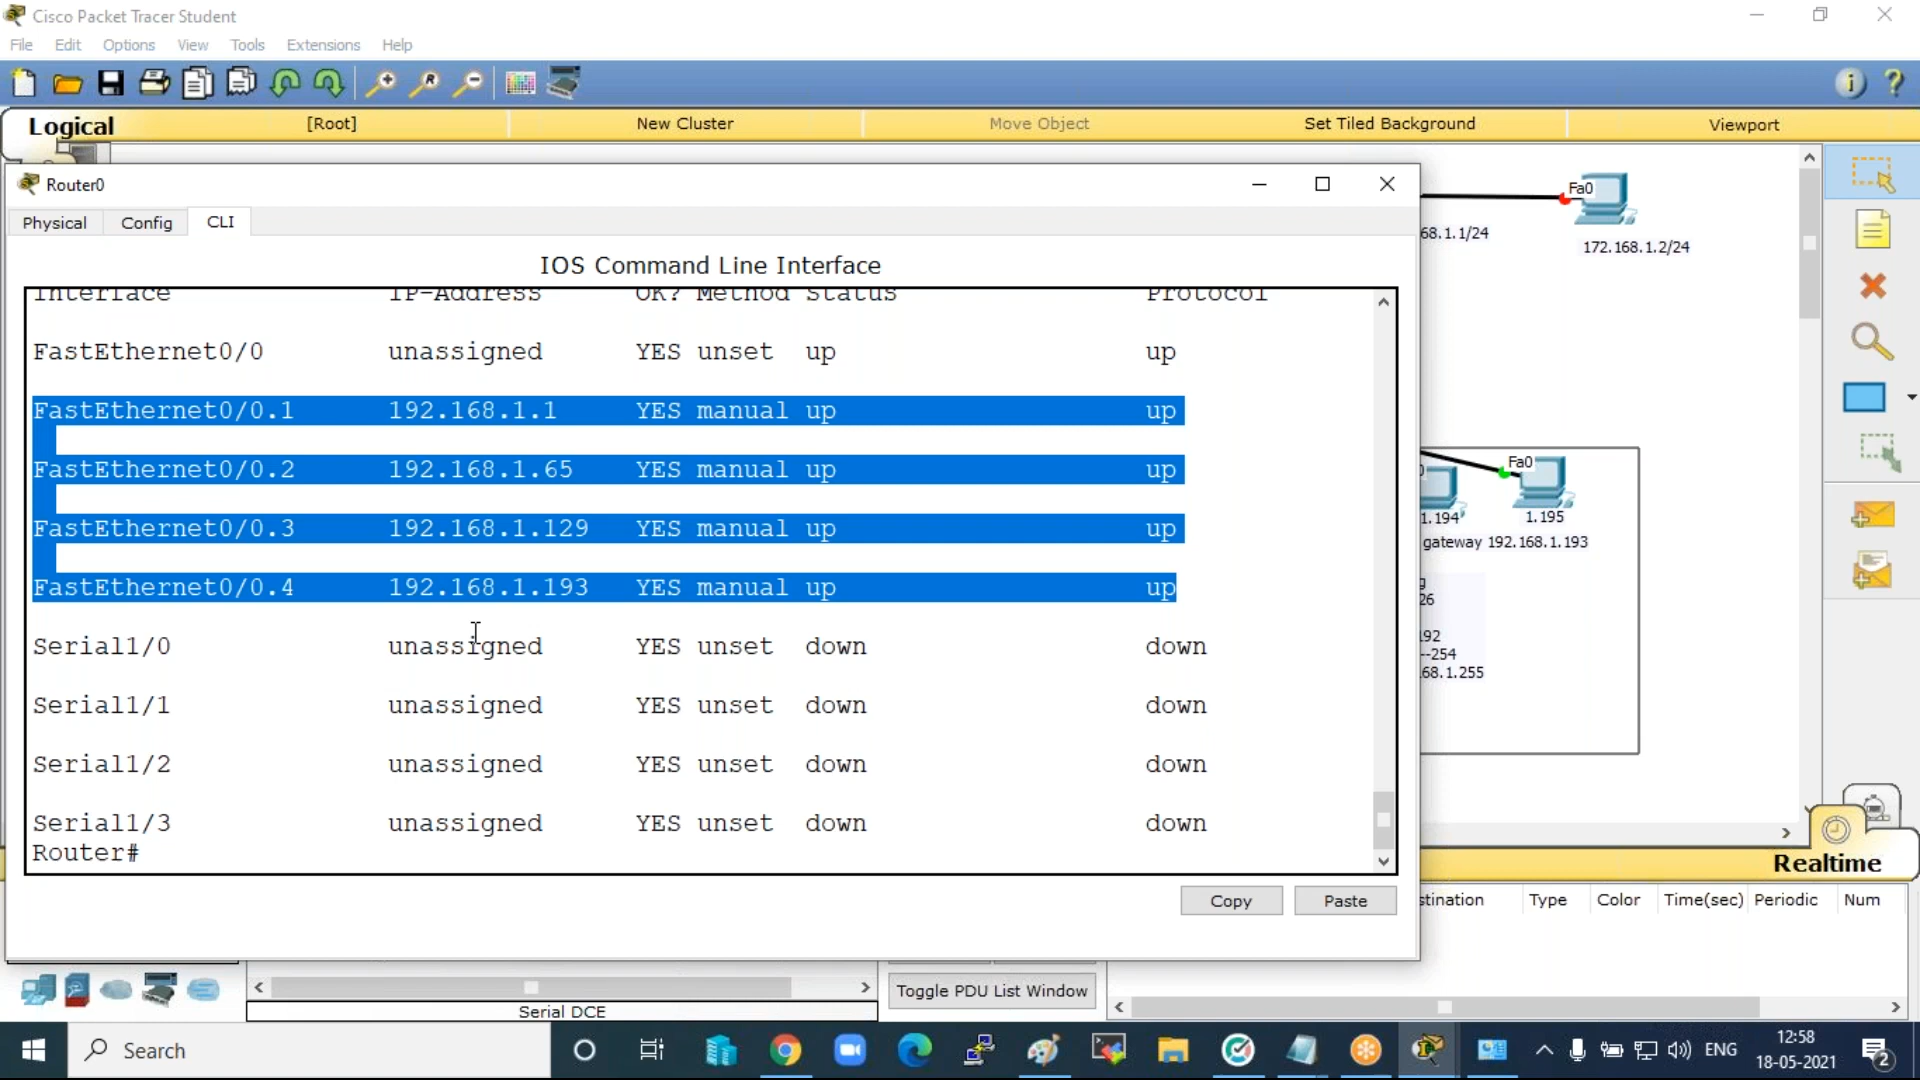 Cisco Packet Tracer Student
File Edit Options View Tools Extensions Help
Logical [Root] New Cluster Move Object Set Tiled Background Viewport
Router0
Physical Config CLI
IOS Command Line Interface
Interface IP-Address OK? Method Status Protocol
FastEthernet0/0 unassigned YES unset up up
FastEthernet0/0.1 192.168.1.1 YES manual up up
FastEthernet0/0.2 192.168.1.65 YES manual up up
FastEthernet0/0.3 192.168.1.129 YES manual up up
FastEthernet0/0.4 192.168.1.193 YES manual up up
Serial1/0 unassigned YES unset down down
Serial1/1 unassigned YES unset down down
Serial1/2 unassigned YES unset down down
Serial1/3 unassigned YES unset down down
Router#
Copy Paste
Fa0
68.1.1/24
172.168.1.2/24
Fa0
1.194 1.195
gateway 192.168.1.193
26
92
--254
68.1.255
Realtime
stination Type Color Time(sec) Periodic Num
Toggle PDU List Window
Serial DCE
Search
ENG
12:58
18-05-2021
2